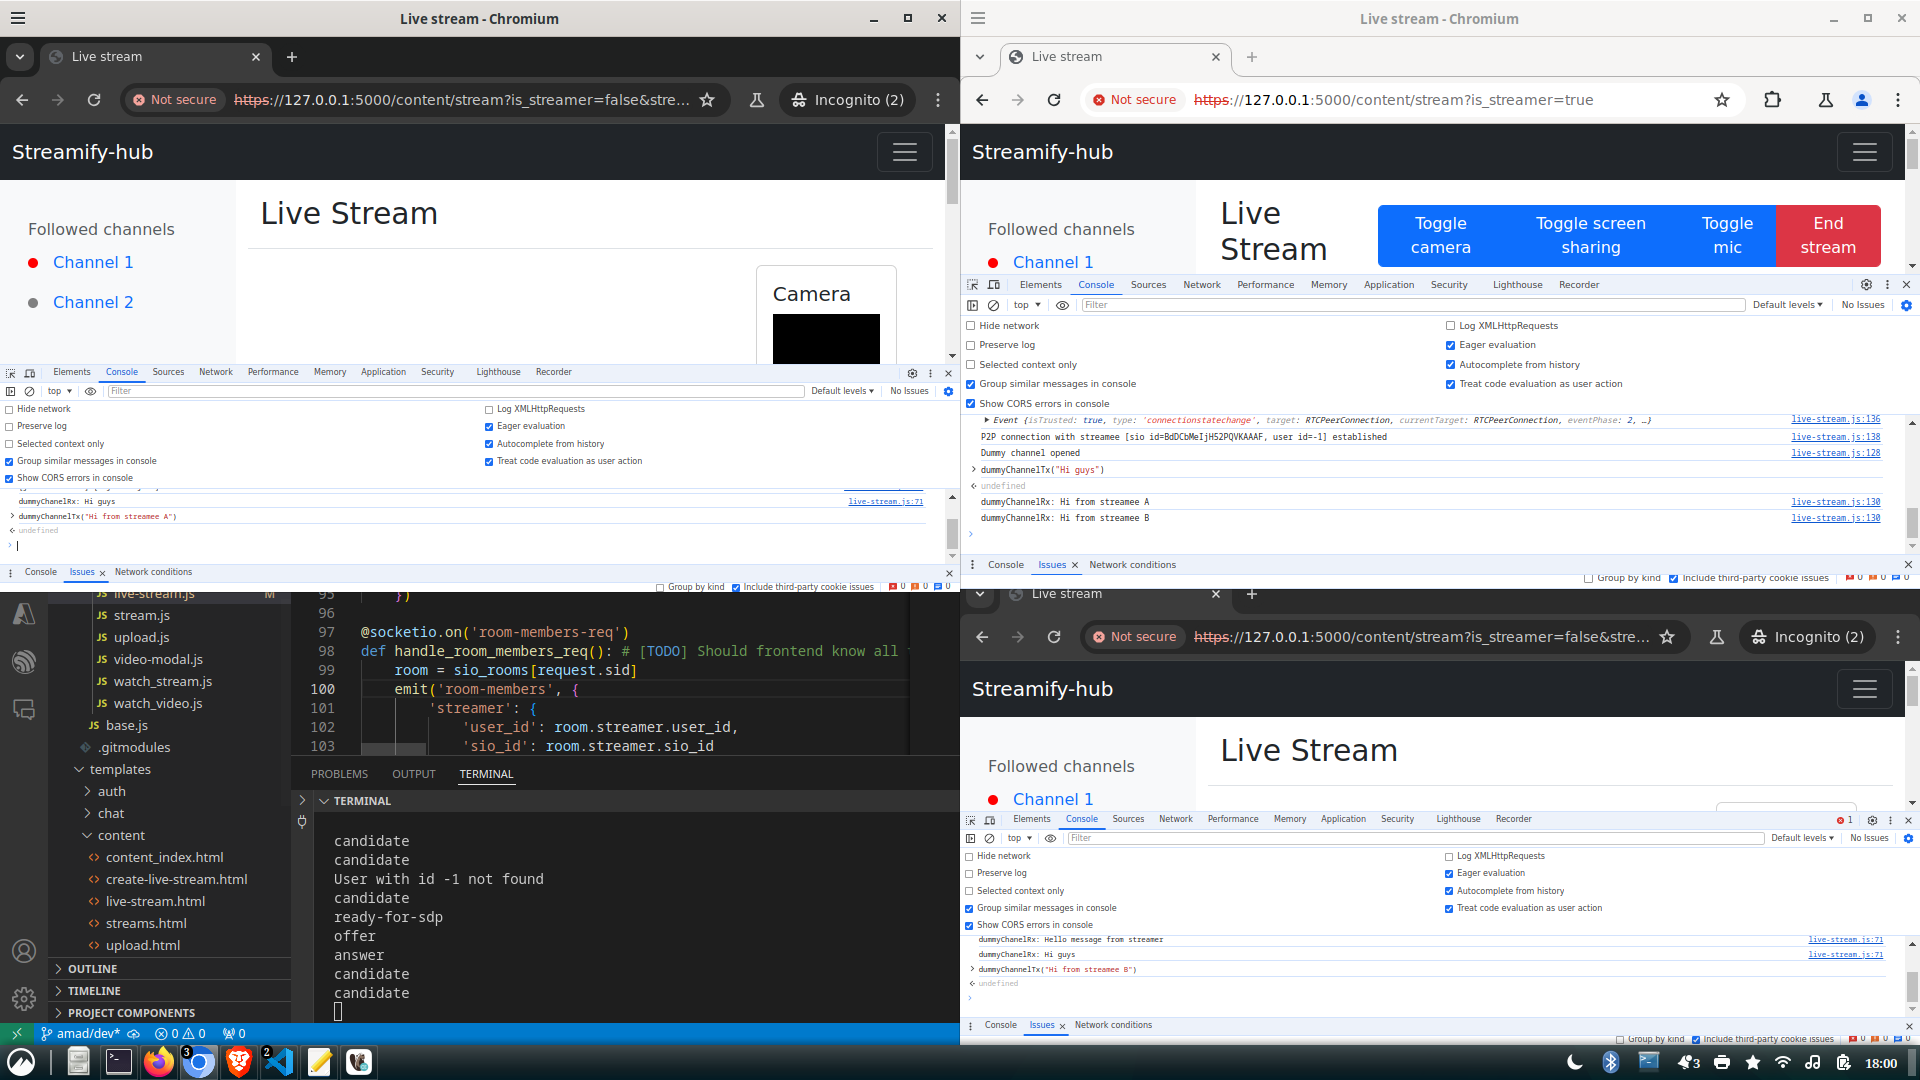 Live stream - Chromium
Live stream
Not secure https://127.0.0.1:5000/content/stream?is_streamer=false&stre... Incognito (2)
Streamify-hub
Followed channels
Channel 1
Channel 2
Live Stream
Camera
Elements Console Sources Network Performance Memory Application Security Lighthouse Recorder
top Filter Default levels No Issues
Hide network Log XMLHttpRequests
Preserve log Eager evaluation
Selected context only Autocomplete from history
Group similar messages in console Treat code evaluation as user action
Show CORS errors in console
dummyChanelRx: Hi guys live-stream.js:71
dummyChannelTx("Hi from streamee A")
undefined
Console Issues Network conditions
Group by kind Include third-party cookie issues 0 0 0
Live stream - Chromium
Live stream
Not secure https://127.0.0.1:5000/content/stream?is_streamer=true
Streamify-hub
Followed channels
Channel 1
Live Stream
Toggle camera
Toggle screen sharing
Toggle mic
End stream
Elements Console Sources Network Performance Memory Application Security Lighthouse Recorder
top Filter Default levels No Issues
Hide network Log XMLHttpRequests
Preserve log Eager evaluation
Selected context only Autocomplete from history
Group similar messages in console Treat code evaluation as user action
Show CORS errors in console
Event {isTrusted: true, type: 'connectionstatechange', target: RTCPeerConnection, currentTarget: RTCPeerConnection, eventPhase: 2, …} live-stream.js:136
P2P connection with streamee [sio id=BdDCbMeIjH52PQVKAAAF, user id=-1] established live-stream.js:138
Dummy channel opened live-stream.js:128
dummyChannelTx("Hi guys")
undefined
dummyChannelRx: Hi from streamee A live-stream.js:130
dummyChannelRx: Hi from streamee B live-stream.js:130
Console Issues Network conditions
Group by kind Include third-party cookie issues 0 0 0
live-stream.js M
stream.js
upload.js
video-modal.js
watch_stream.js
watch_video.js
base.js
.gitmodules
templates
auth
chat
content
content_index.html
create-live-stream.html
live-stream.html
streams.html
upload.html
OUTLINE
TIMELINE
PROJECT COMPONENTS
95 })
96
97 @socketio.on('room-members-req')
98 def handle_room_members_req(): # [TODO] Should frontend know all
99 room = sio_rooms[request.sid]
100 emit('room-members', {
101 'streamer': {
102 'user_id': room.streamer.user_id,
103 'sio_id': room.streamer.sio_id
PROBLEMS OUTPUT TERMINAL
TERMINAL
candidate
candidate
User with id -1 not found
candidate
ready-for-sdp
offer
answer
candidate
candidate
amad/dev* 0 0 0
Live stream
Not secure https://127.0.0.1:5000/content/stream?is_streamer=false&stre... Incognito (2)
Streamify-hub
Followed channels
Channel 1
Live Stream
Elements Console Sources Network Performance Memory Application Security Lighthouse Recorder 1
top Filter Default levels No Issues
Hide network Log XMLHttpRequests
Preserve log Eager evaluation
Selected context only Autocomplete from history
Group similar messages in console Treat code evaluation as user action
Show CORS errors in console
dummyChanelRx: Hello message from streamer
dummyChanelRx: Hi guys live-stream.js:71
live-stream.js:71
dummyChannelTx("Hi from streamee B")
undefined
Console Issues Network conditions
Group by kind Include third-party cookie issues 0 0 0
3 2 3 18:00